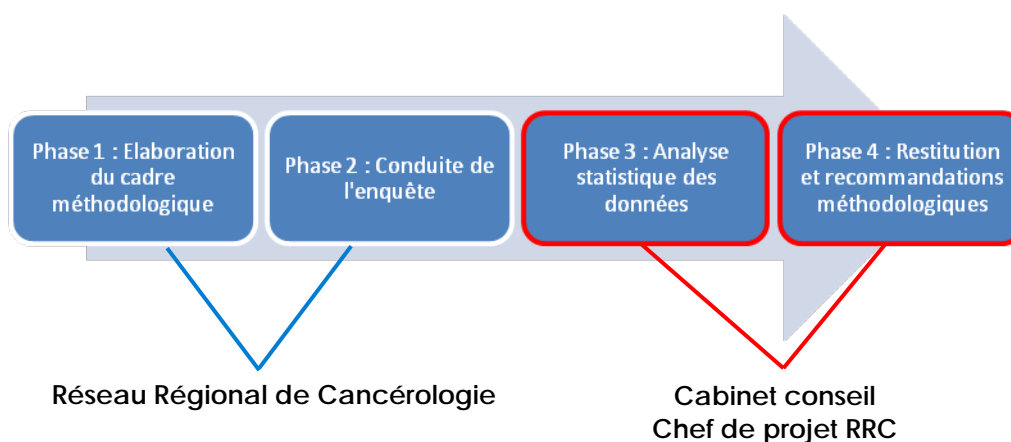 Phase 1 : Elaboration
du cadre
méthodologique
Phase 2 : Conduite de
l'enquête
Phase 3 : Analyse
statistique des
données
Phase 4 : Restitution
et recommandations
méthodologiques
Réseau Régional de Cancérologie
Cabinet conseil
Chef de projet RRC